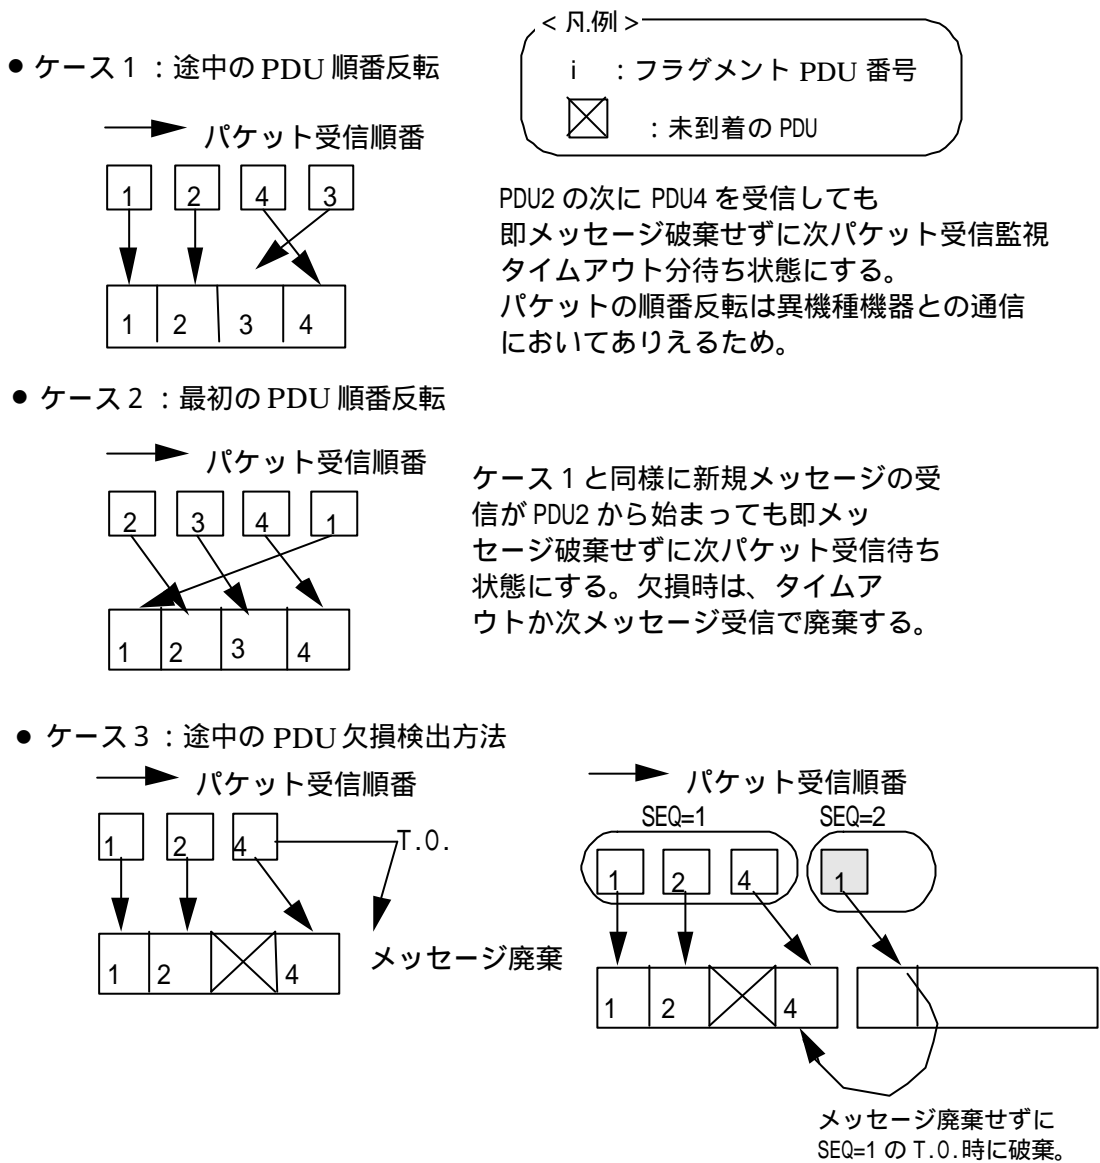 < 凡例 >
i ：フラグメント PDU 番号
：未到着の PDU
● ケース１：途中の PDU 順番反転
パケット受信順番
1 2 4 3
1 2 3 4
PDU2 の次に PDU4 を受信しても
即メッセージ破棄せずに次パケット受信監視
タイムアウト分待ち状態にする。
パケットの順番反転は異機種機器との通信
においてありえるため。
● ケース２：最初の PDU 順番反転
パケット受信順番
2 3 4 1
1 2 3 4
ケース１と同様に新規メッセージの受
信が PDU2 から始まっても即メッ
セージ破棄せずに次パケット受信待ち
状態にする。欠損時は、タイムア
ウトか次メッセージ受信で廃棄する。
● ケース３：途中の PDU 欠損検出方法
パケット受信順番
1 2 4 T.O.
1 2 4
メッセージ廃棄
パケット受信順番
SEQ=1 SEQ=2
1 2 4 1
1 2 4
メッセージ廃棄せずに
SEQ=1 の T.O.時に破棄。